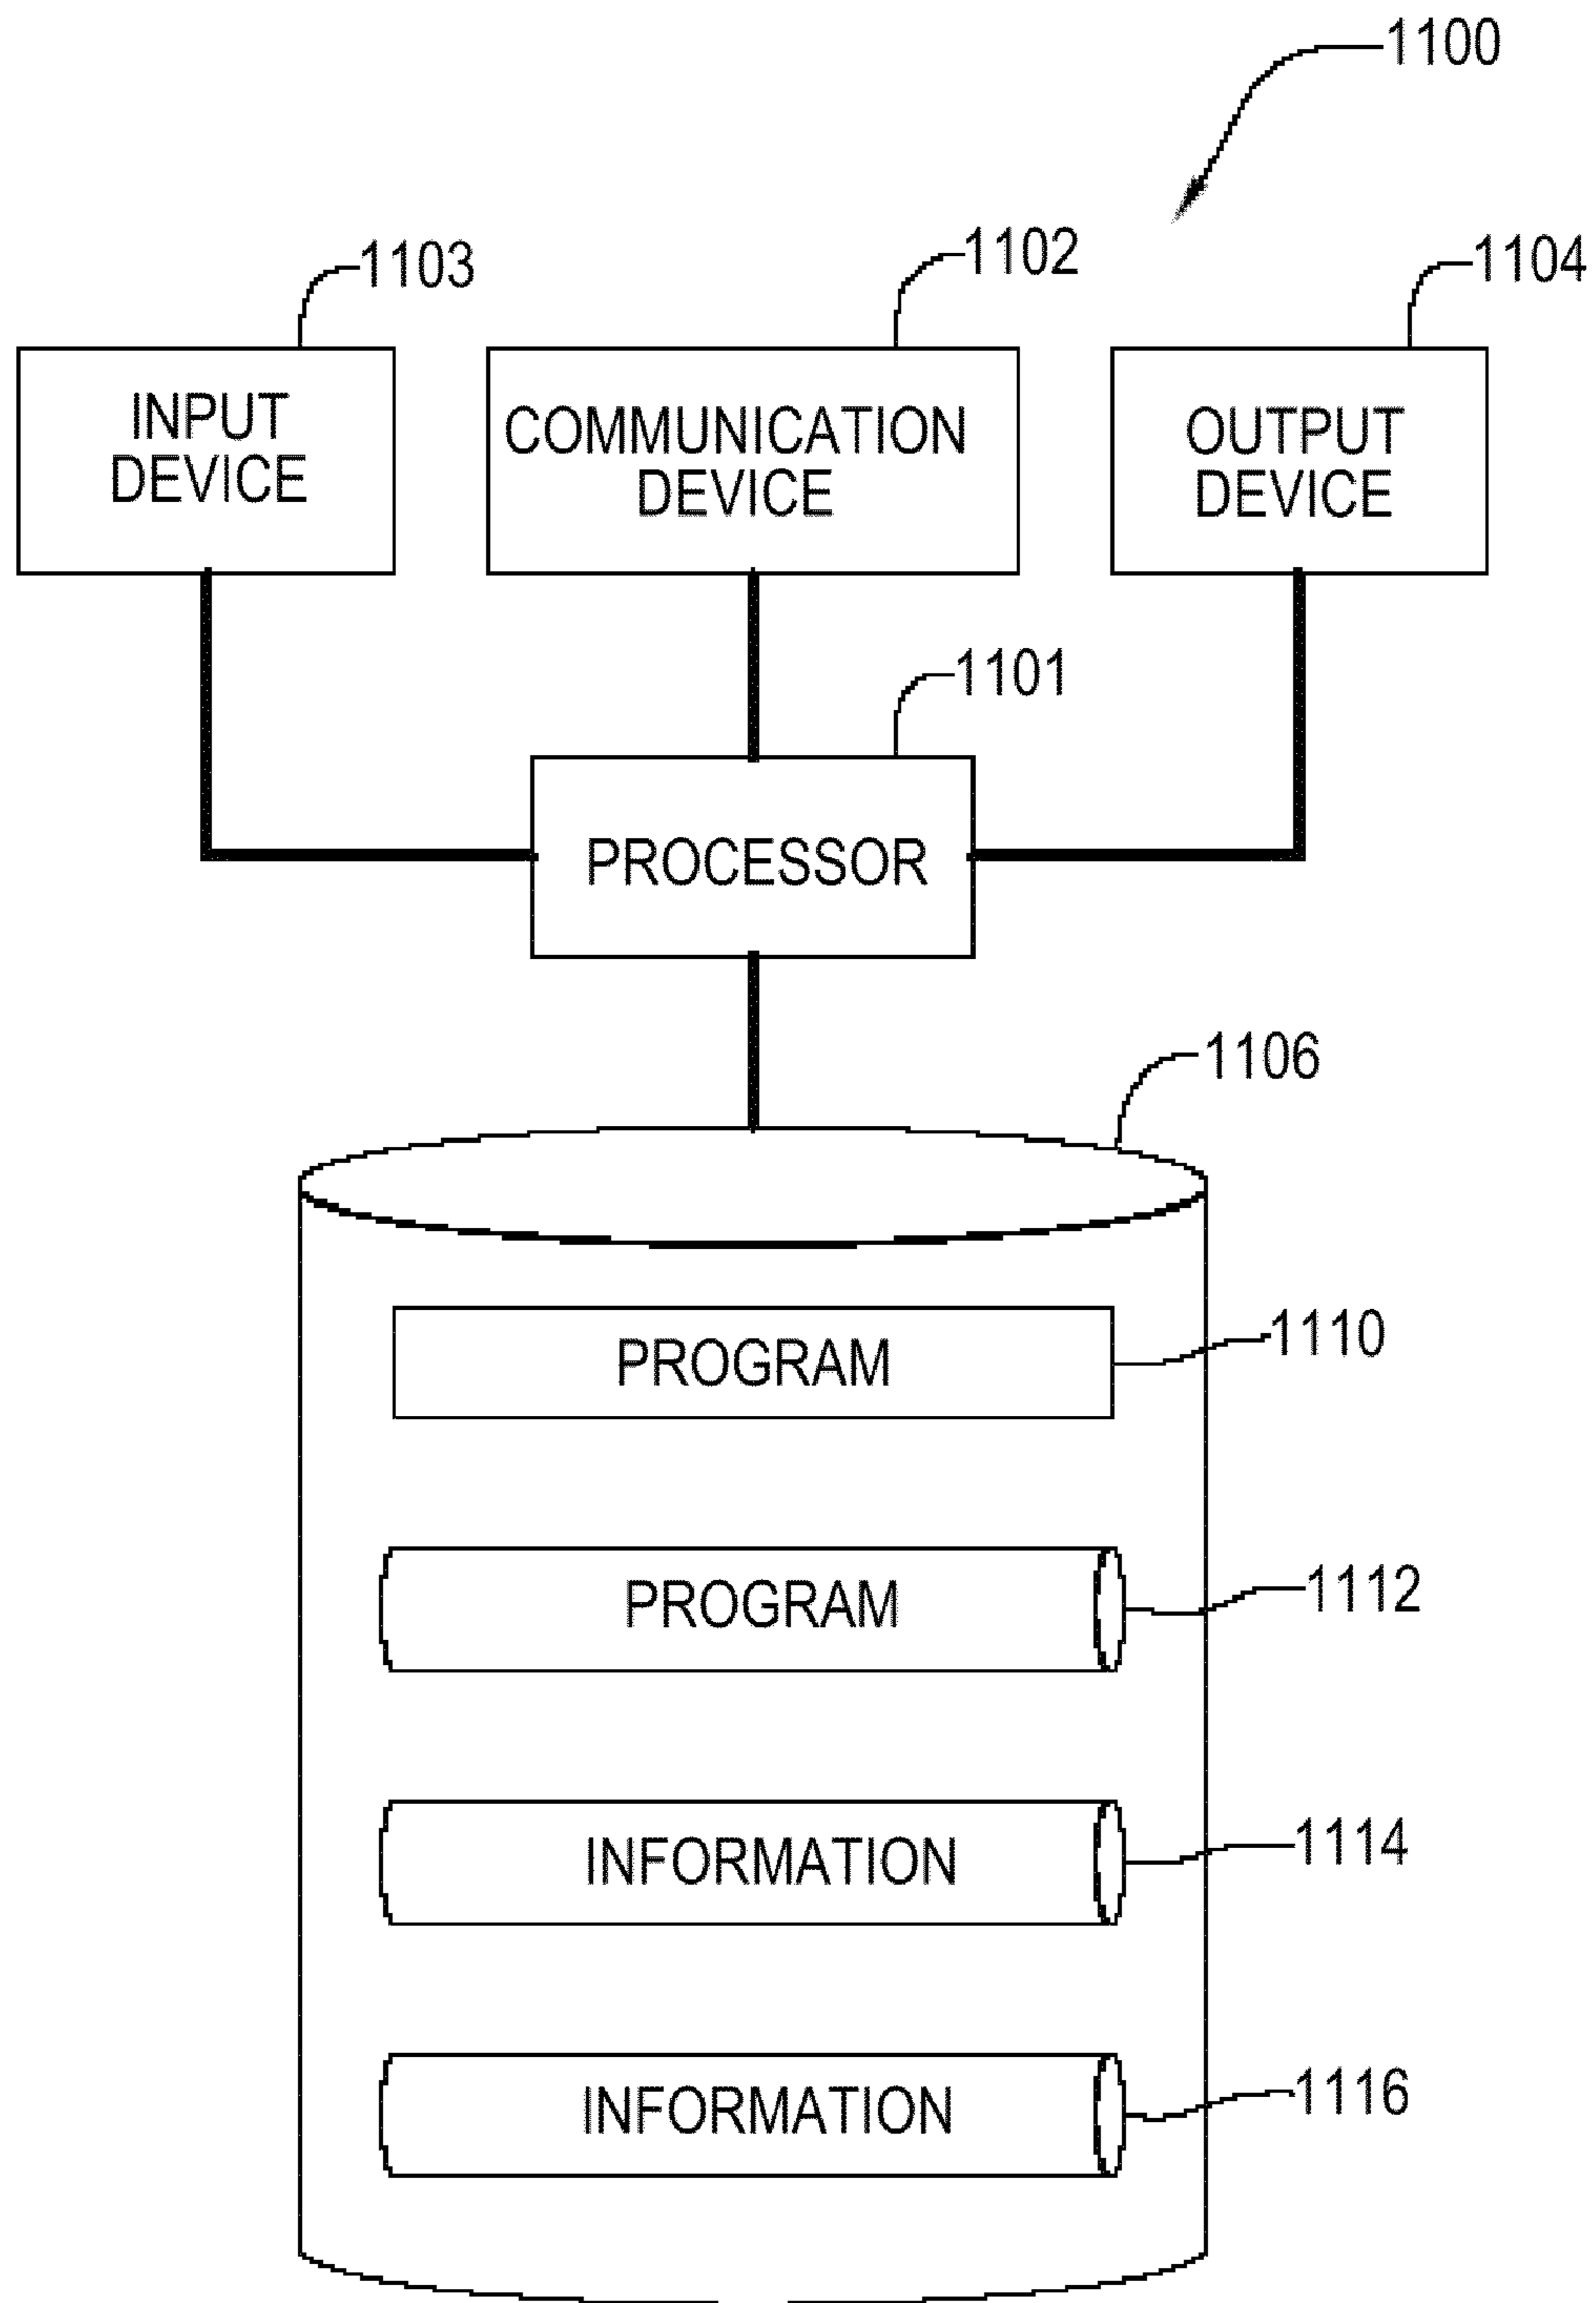 1100
1103
1102
1104
INPUT
DEVICE
COMMUNICATION
DEVICE
OUTPUT
DEVICE
1101
PROCESSOR
1106
PROGRAM
1110
PROGRAM
1112
INFORMATION
1114
INFORMATION
1116